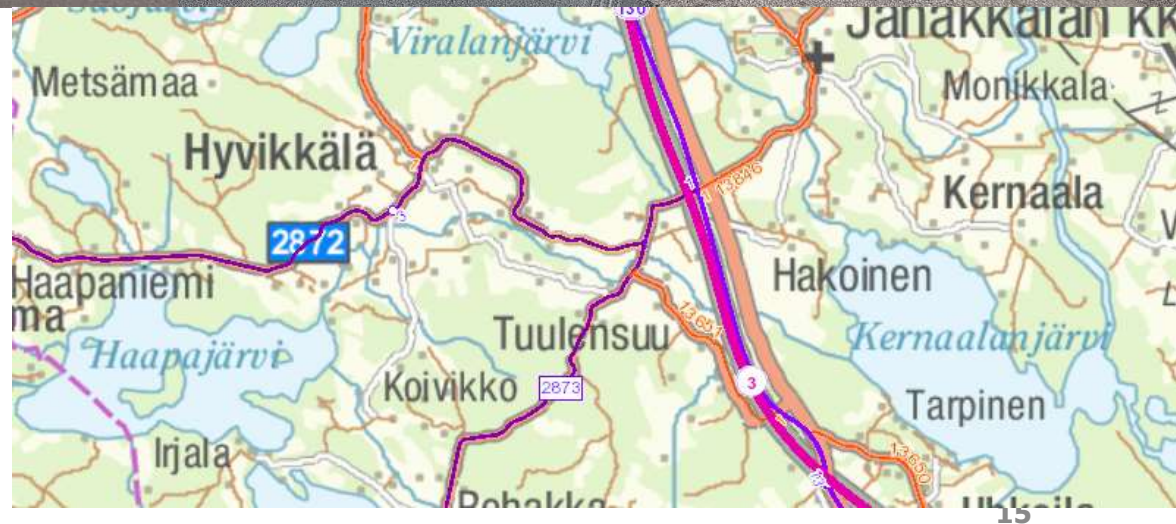 130
Viralanjärvi
Janakkalan kk
Metsämaa
Monikkala
Hyvikkälä
13846
Kernaala
2872
Haapaniemi
Hakoinen
ma
13651
Tuulensuu
Kernaalanjärvi
Haapajärvi
3
Koivikko
2873
Tarpinen
Irjala
13650
15